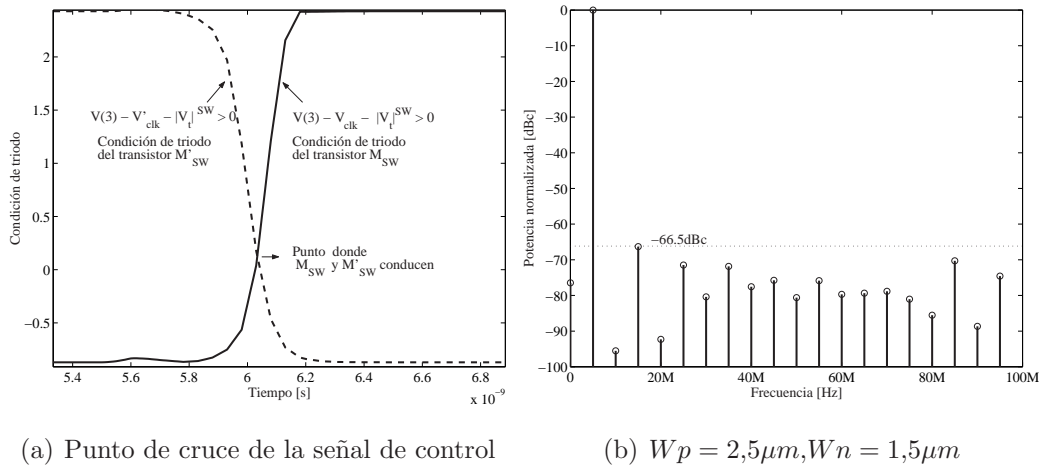 2
1.5
1
0.5
0
−0.5
Condición de triodo
V(3) − V'clk − |Vt|SW > 0
Condición de triodo
del transistor M'SW
V(3) − Vclk − |Vt|SW > 0
Condición de triodo
del transistor MSW
Punto donde
MSW y M'SW conducen
5.4 5.6 5.8 6 6.2 6.4 6.6 6.8
Tiempo [s]
x 10−9
(a) Punto de cruce de la señal de control
0
−10
−20
−30
−40
−50
−60
−70
−80
−90
−100
Potencia normalizada [dBc]
−66.5dBc
0 20M 40M 60M 80M 100M
Frecuencia [Hz]
(b) Wp = 2,5µm,Wn = 1,5µm